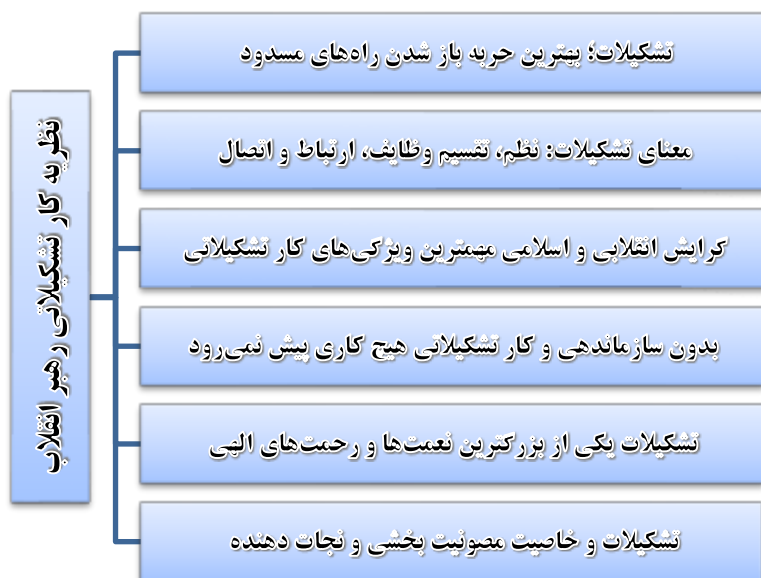 نظریه کار تشکیلاتی رهبر انقلاب
تشکیلات؛ بهترین حربه باز شدن راه‌های مسدود
معنای تشکیلات: نظم، تقسیم وظایف، ارتباط و اتصال
گرایش انقلابی و اسلامی مهمترین ویژگی‌های کار تشکیلاتی
بدون سازماندهی و کار تشکیلاتی هیچ کاری پیش نمی‌رود
تشکیلات یکی از بزرگترین نعمت‌ها و رحمت‌های الهی
تشکیلات و خاصیت مصونیت بخشی و نجات دهنده